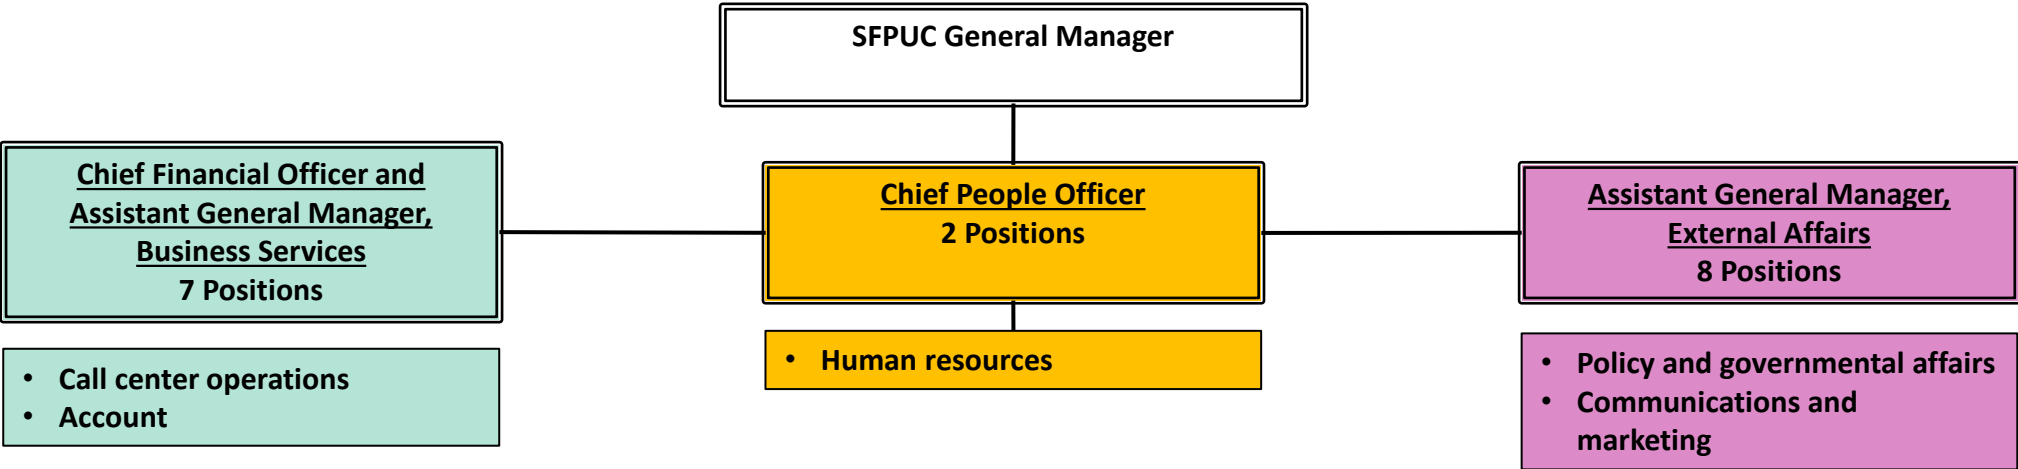 SFPUC General Manager
Chief Financial Officer and
Assistant General Manager,
Business Services
7 Positions
Chief People Officer
2 Positions
Assistant General Manager,
External Affairs
8 Positions
• Call center operations
• Account
• Human resources
• Policy and governmental affairs
• Communications and
marketing